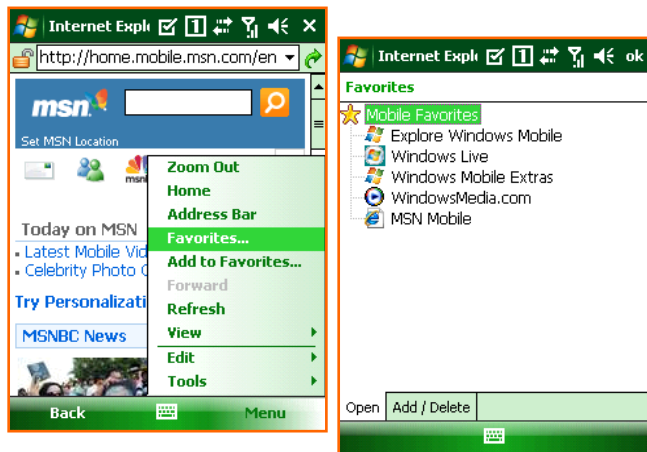 Internet Expl
1
http://home.mobile.msn.com/en
msn
Set MSN Location
Zoom Out
Home
Address Bar
Favorites...
Add to Favorites...
Forward
Refresh
View
Edit
Tools
Today on MSN
Latest Mobile Vid
Celebrity Photo
Try Personalizati
MSNBC News
Back
Menu
Internet Expl
1
ok
Favorites
Mobile Favorites
Explore Windows Mobile
Windows Live
Windows Mobile Extras
WindowsMedia.com
MSN Mobile
Open
Add / Delete